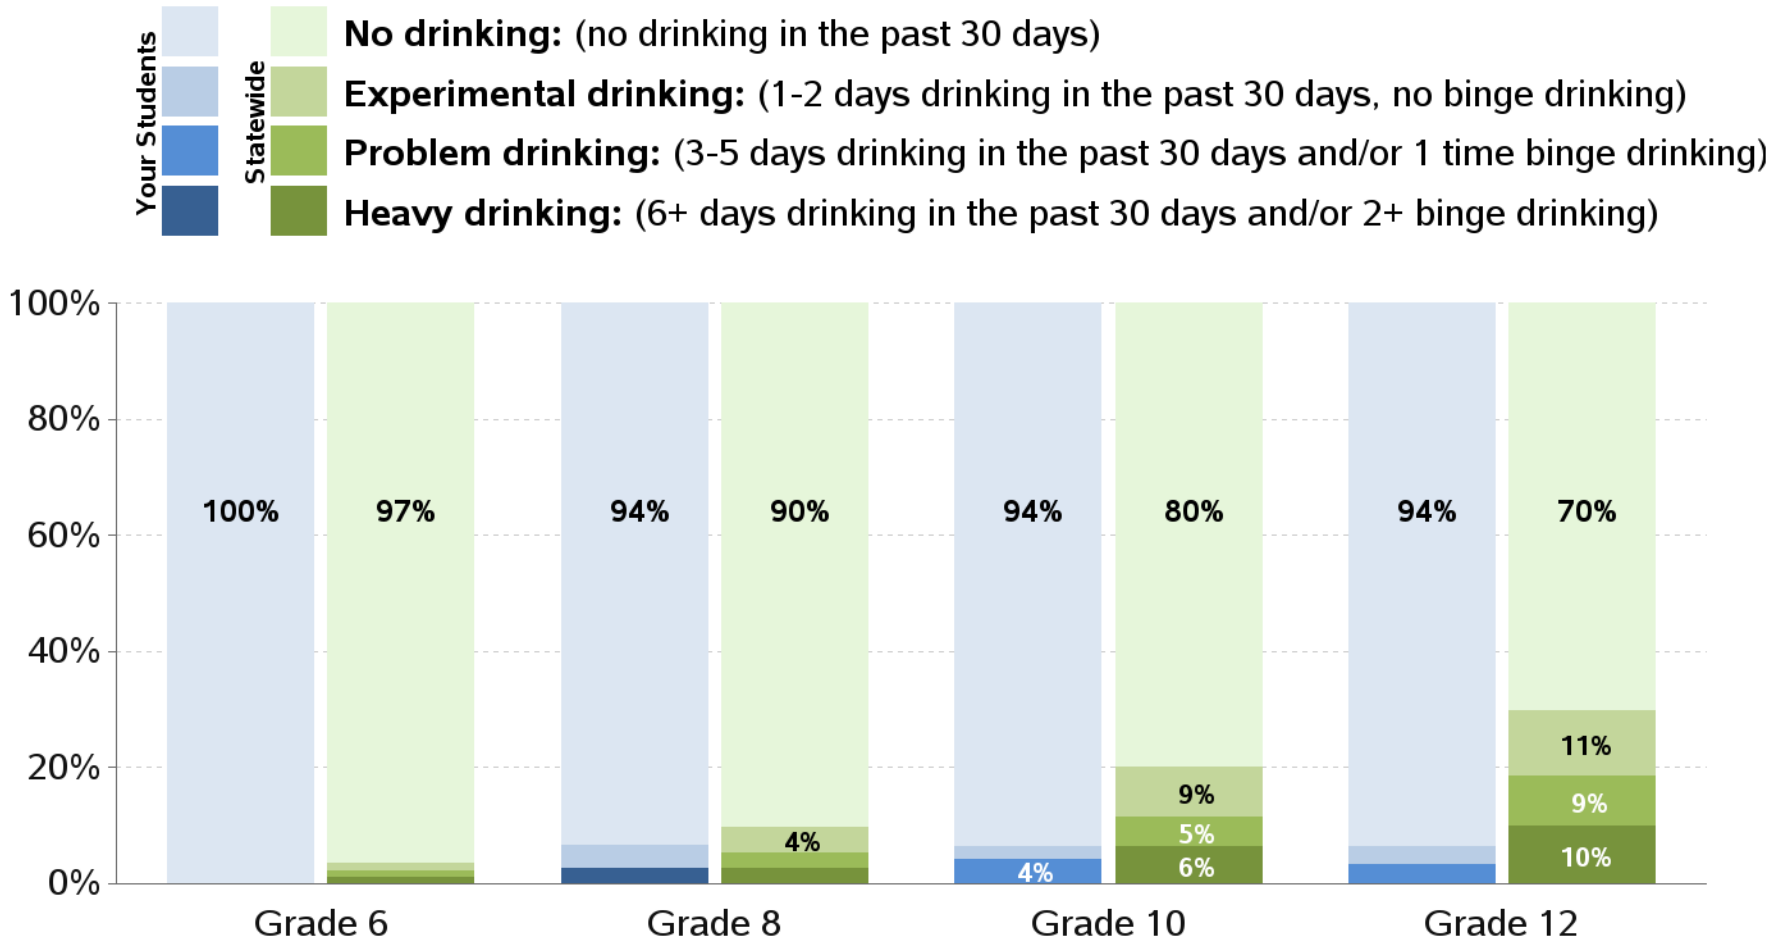 Your Students
Statewide
No drinking: (no drinking in the past 30 days)
Experimental drinking: (1-2 days drinking in the past 30 days, no binge drinking)
Problem drinking: (3-5 days drinking in the past 30 days and/or 1 time binge drinking)
Heavy drinking: (6+ days drinking in the past 30 days and/or 2+ binge drinking)
100%
80%
100% 97% 94% 90% 94% 80% 94% 70%
60%
40%
11%
20%
9% 9%
4% 5%
4% 6% 10%
0%
Grade 6 Grade 8 Grade 10 Grade 12